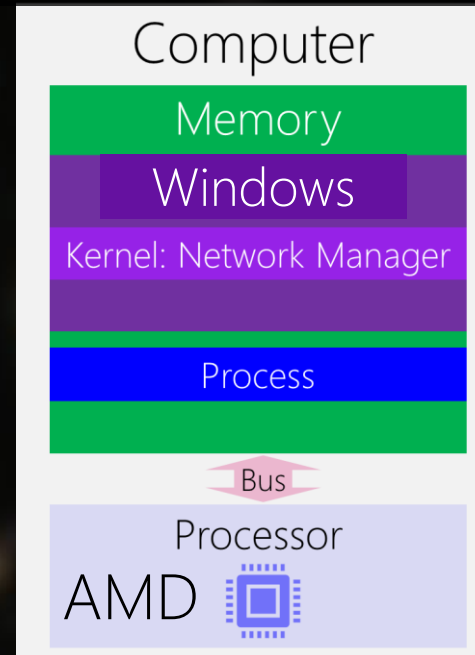 Computer
Memory
Windows
Kernel: Network Manager
Process
Bus
Processor
AMD